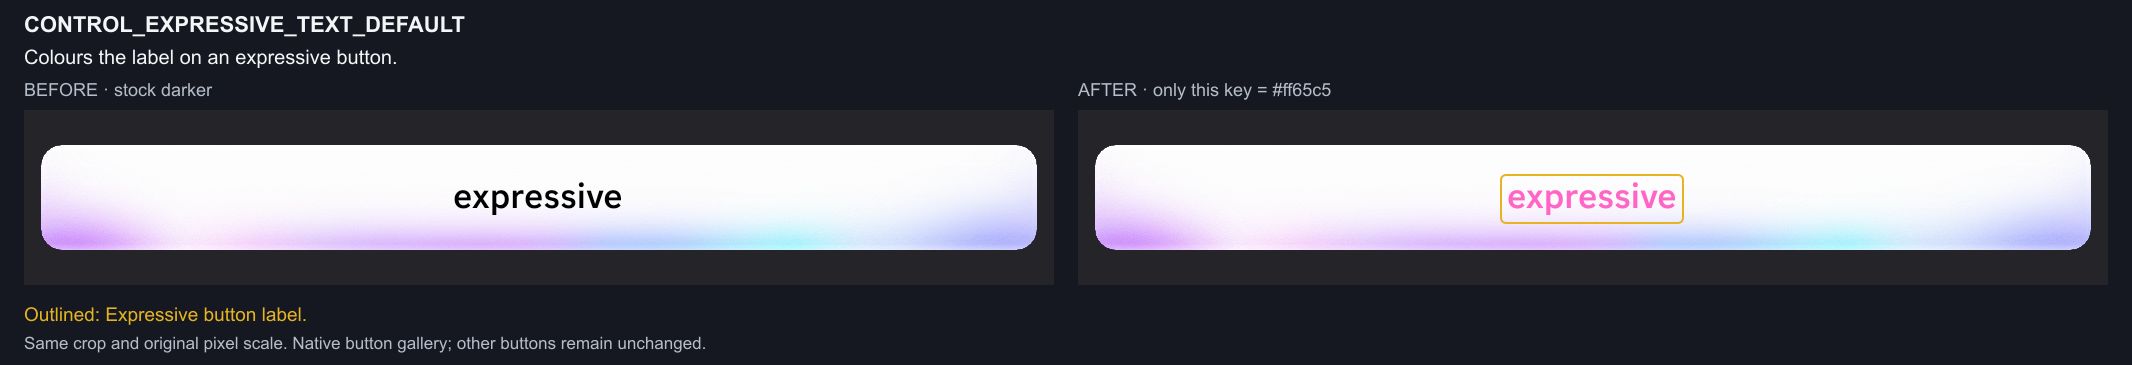 CONTROL_EXPRESSIVE_TEXT_DEFAULT
Colours the label on an expressive button.
BEFORE · stock darker
AFTER · only this key = #ff65c5
expressive
expressive
Outlined: Expressive button label.
Same crop and original pixel scale. Native button gallery; other buttons remain unchanged.